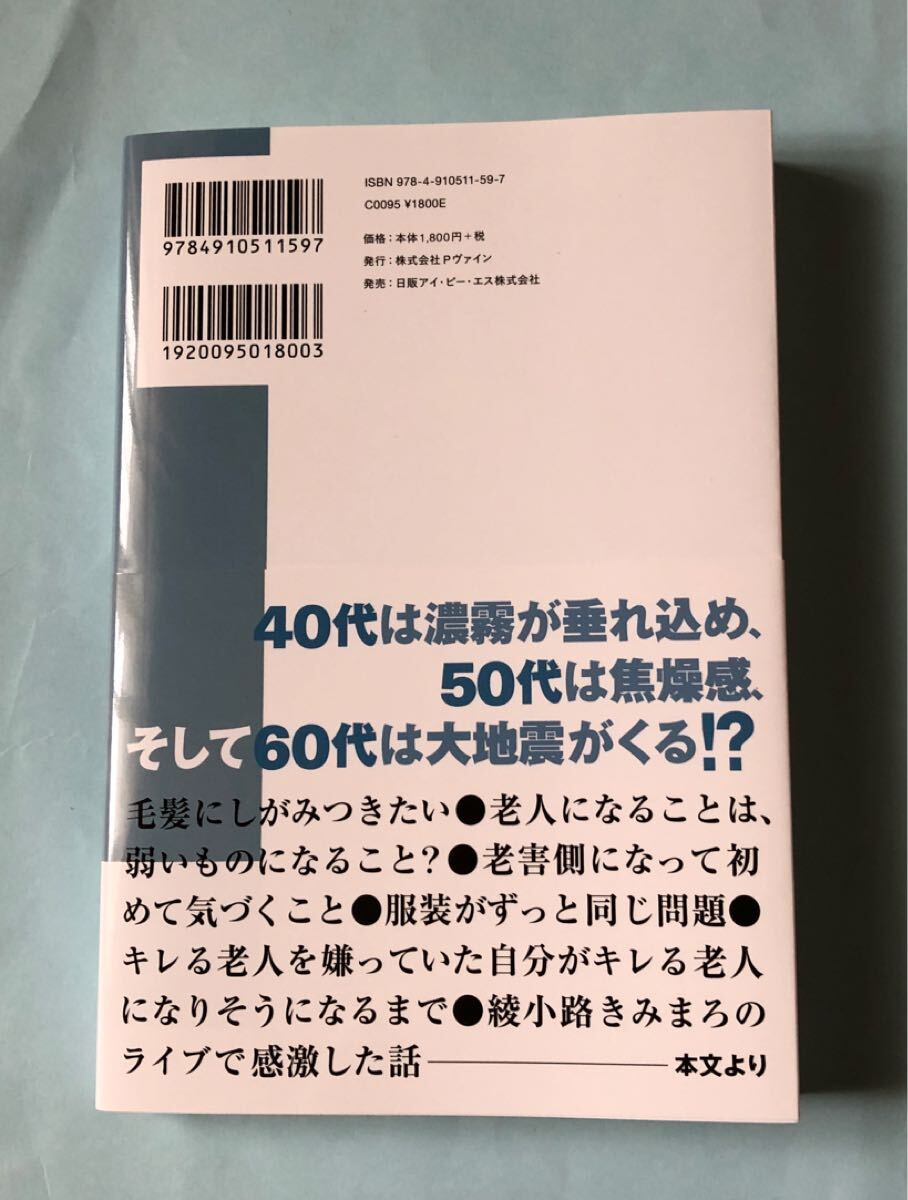 9784910511597
1920095018003
ISBN 978-4-910511-59-7
C0095 ¥1800E
価格：本体1,800円＋税
発行：株式会社Pヴァイン
発売：日販アイ・ピー・エス株式会社
40代は濃霧が垂れ込め、
50代は焦燥感、
そして60代は大地震がくる!?
毛髪にしがみつきたい●老人になることは、
弱いものになること？●老害側になって初
めて気づくこと●服装がずっと同じ問題●
キレる老人を嫌っていた自分がキレる老人
になりそうになるまで●綾小路きみまろの
ライブで感激した話――――本文より